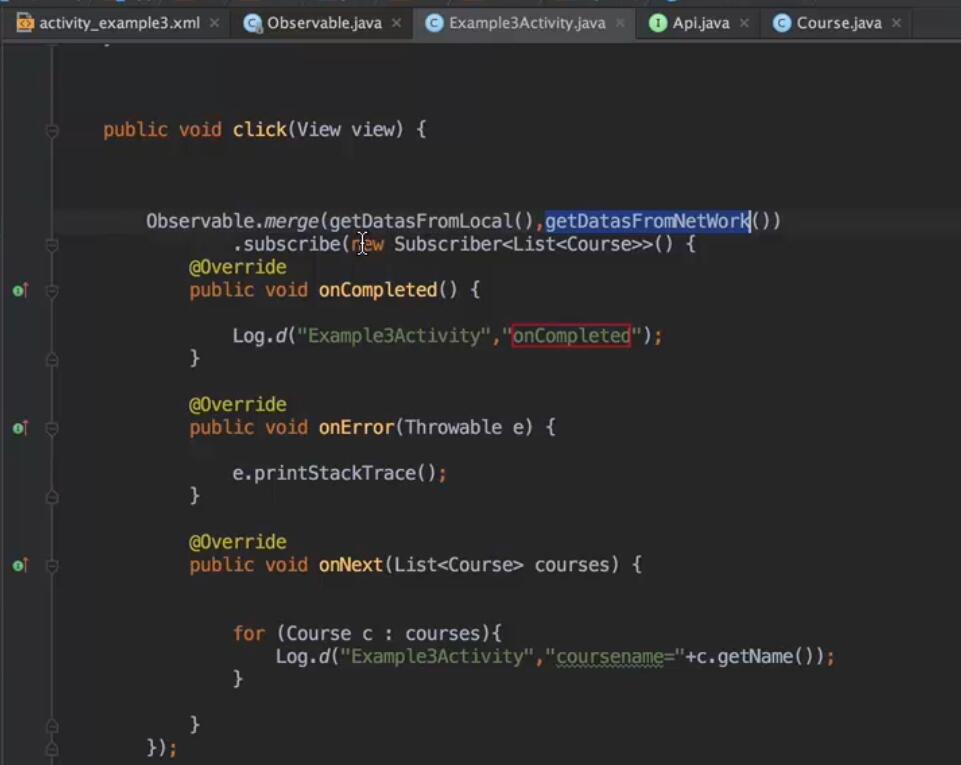 activity_example3.xml Observable.java Example3Activity.java Api.java Course.java
public void click(View view) {
Observable.merge(getDatasFromLocal(),getDatasFromNetWork())
.subscribe(new Subscriber<List<Course>>() {
@Override
public void onCompleted() {
Log.d("Example3Activity","onCompleted");
}
@Override
public void onError(Throwable e) {
e.printStackTrace();
}
@Override
public void onNext(List<Course> courses) {
for (Course c : courses){
Log.d("Example3Activity","coursename="+c.getName());
}
}
});